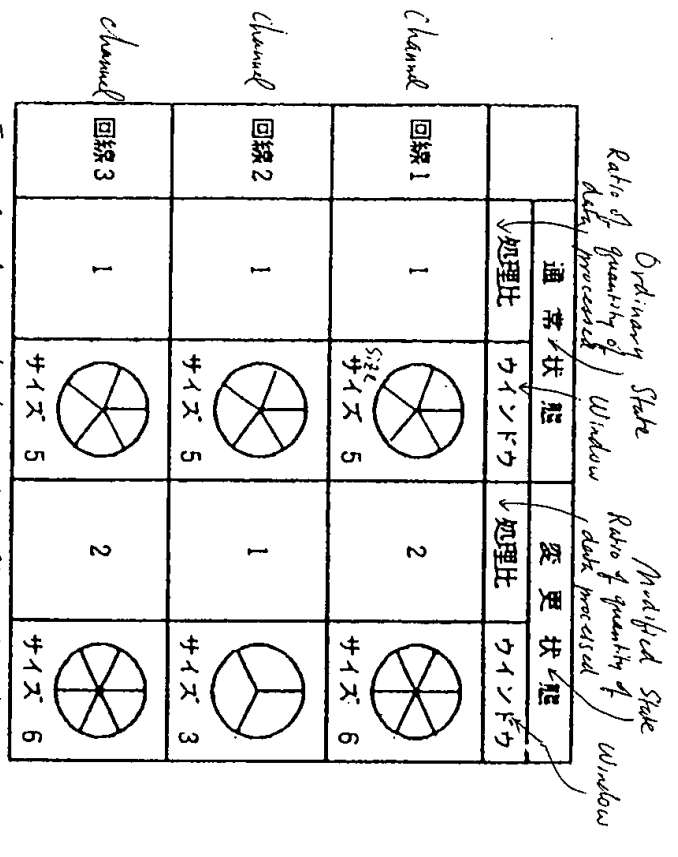 Ordinary State
Modified State
Ratio of quantity of data processed
Window
Ratio of quantity of data processed
Window
通常状態
変更状態
処理比
ウインドウ
処理比
ウインドウ
Channel
回線1
1
Size
サイズ 5
2
サイズ 6
Channel
回線2
1
サイズ 5
1
サイズ 3
Channel
回線3
1
サイズ 5
2
サイズ 6